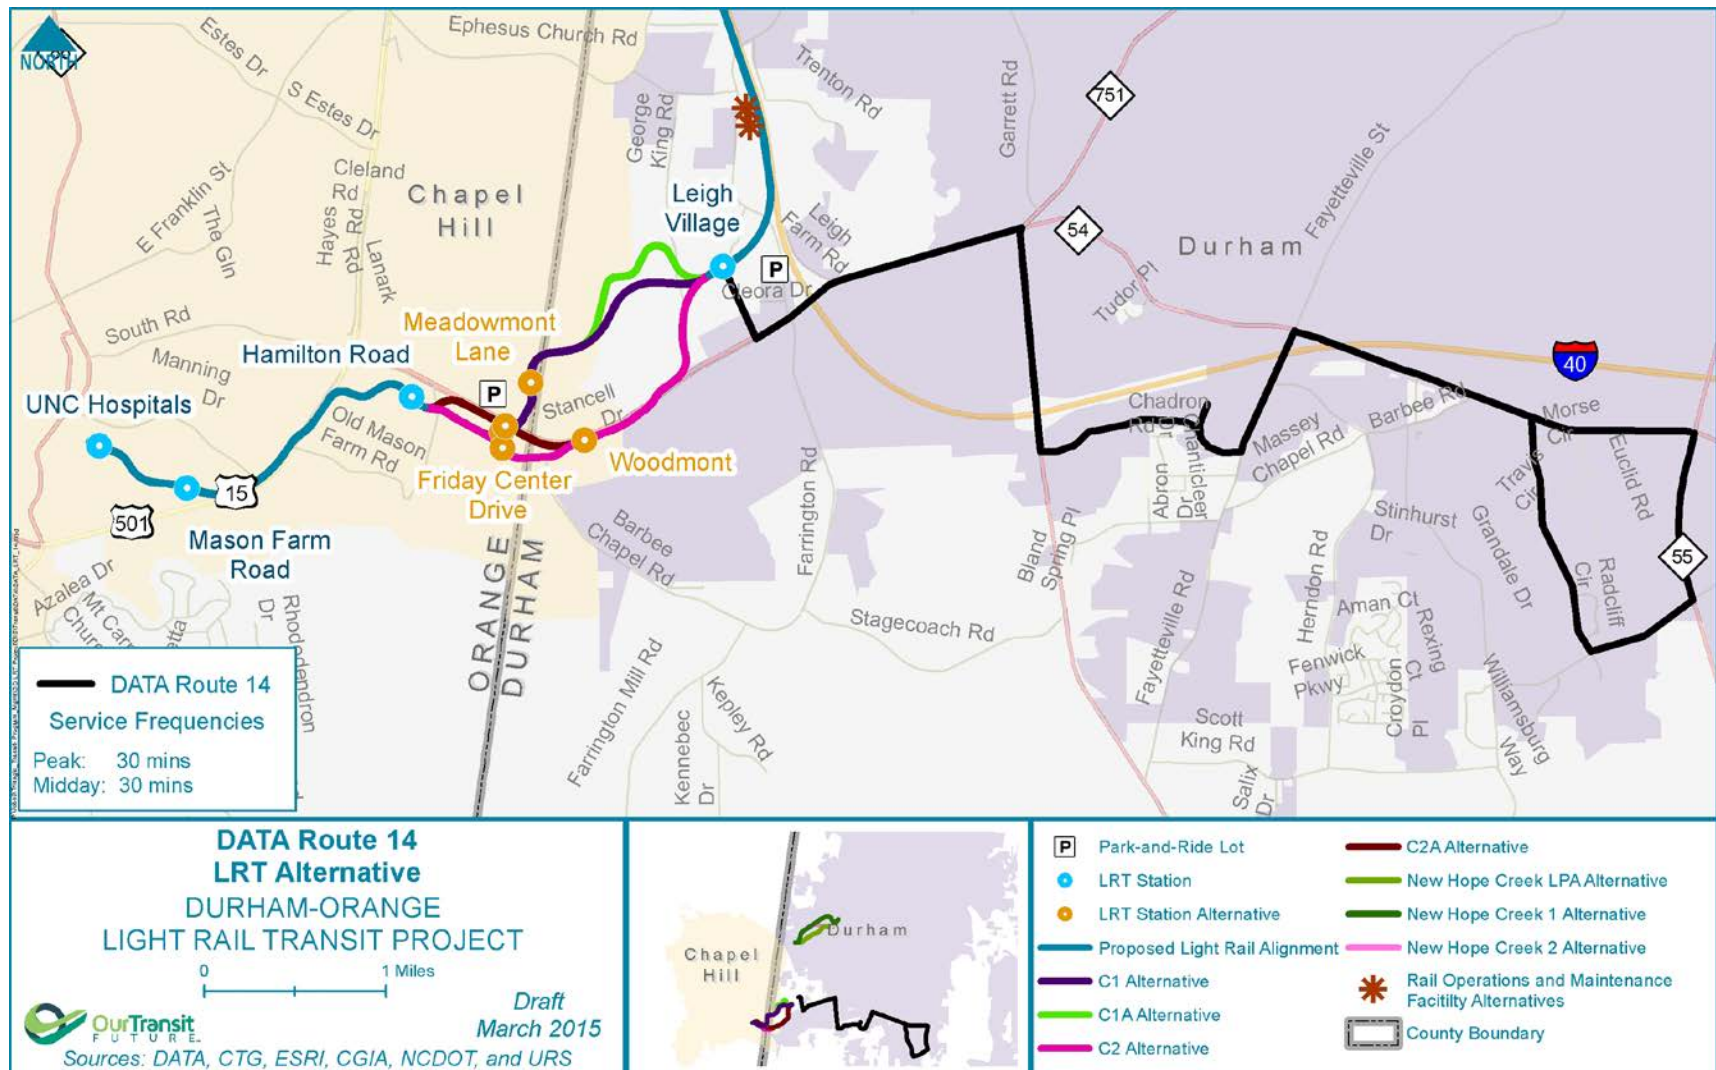 NORTH
Estes Dr
Ephesus Church Rd
S Estes Dr
George
King Rd
Trenton Rd
Garrett Rd
751
Fayetteville St
E Franklin St
The Gln
Cleland
Rd
Hayes Rd
Lanark
Rd
Chapel
Hill
Leigh
Village
Leigh
Farm Rd
P
Cleora Dr
54
Durham
Tudor Pl
South Rd
Manning
Dr
Hamilton Road
Meadowmont
Lane
P
Stancell
Dr
UNC Hospitals
Old Mason
Farm Rd
Friday Center
Drive
Woodmont
15
501
Mason Farm
Road
40
Chadron
Rd
Dr
Chanticleer
Dr
Abron
Massey
Chapel Rd
Barbee Rd
Morse
Cir
Travis
Cir
Euclid Rd
55
Radcliff
Cir
Grandale Dr
Stinhurst
Dr
Williamsburg
Way
Barbee
Chapel Rd
Farrington Rd
Bland
Spring Pl
Stagecoach Rd
Fayetteville Rd
Herndon Rd
Aman Ct
Rexing
Ct
Fenwick
Pkwy
Croydon
Pl
Scott
King Rd
Salix
Dr
Farrington Mill Rd
Kepley Rd
Kennebec
Dr
ORANGE
DURHAM
Azalea Dr
Rhododendron
Dr
DATA Route 14
Service Frequencies
Peak: 30 mins
Midday: 30 mins
DATA Route 14
LRT Alternative
DURHAM-ORANGE
LIGHT RAIL TRANSIT PROJECT
0 1 Miles
Draft
March 2015
OurTransit
FUTURE
Sources: DATA, CTG, ESRI, CGIA, NCDOT, and URS
Chapel
Hill
Durham
P Park-and-Ride Lot
LRT Station
LRT Station Alternative
Proposed Light Rail Alignment
C1 Alternative
C1A Alternative
C2 Alternative
C2A Alternative
New Hope Creek LPA Alternative
New Hope Creek 1 Alternative
New Hope Creek 2 Alternative
Rail Operations and Maintenance
Facitilty Alternatives
County Boundary